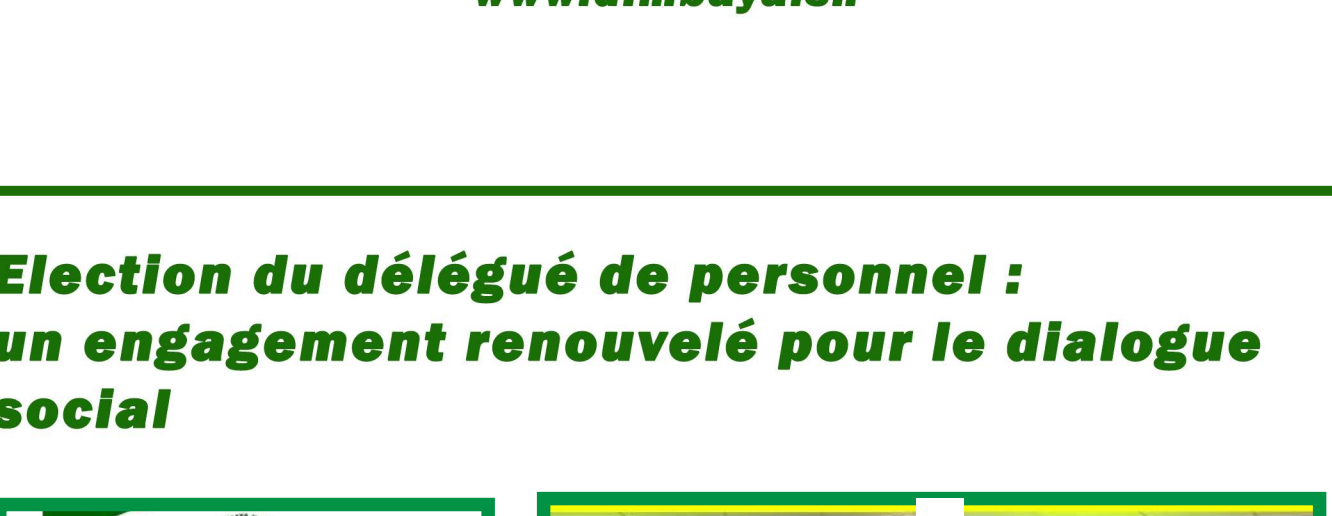 Election du délégué de personnel :
un engagement renouvelé pour le dialogue
social